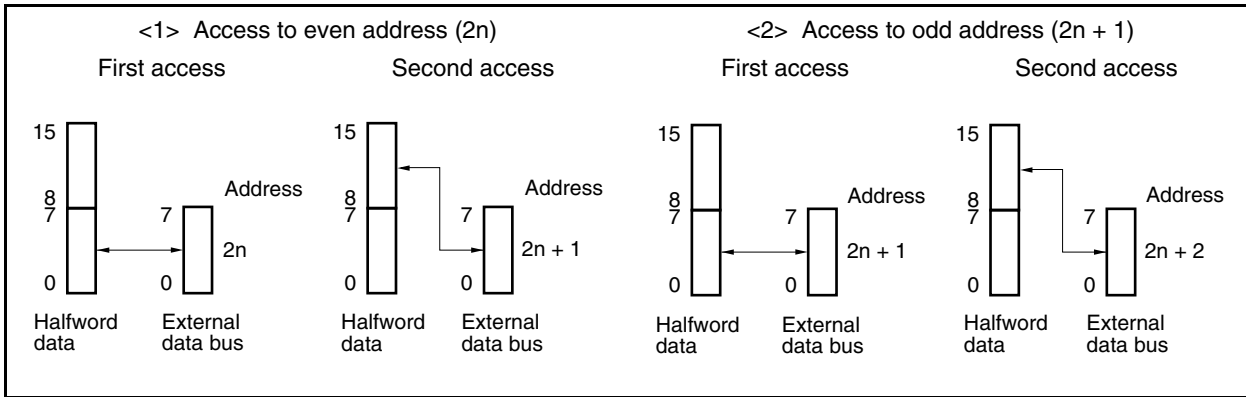 <1> Access to even address (2n)
First access
Second access
15
8
7
0
7
0
Address
2n
Halfword
data
External
data bus
15
8
7
0
7
0
Address
2n + 1
Halfword
data
External
data bus
<2> Access to odd address (2n + 1)
First access
Second access
15
8
7
0
7
0
Address
2n + 1
Halfword
data
External
data bus
15
8
7
0
7
0
Address
2n + 2
Halfword
data
External
data bus